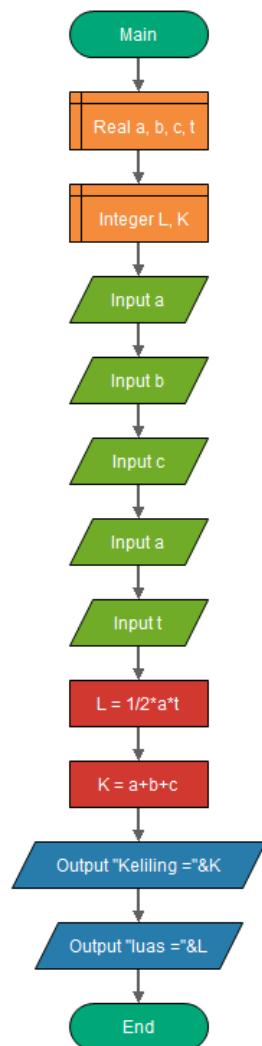 Main
Real a, b, c, t
Integer L, K
Input a
Input b
Input c
Input a
Input t
L = 1/2*a*t
K = a+b+c
Output "Keliling ="&K
Output "luas ="&L
End